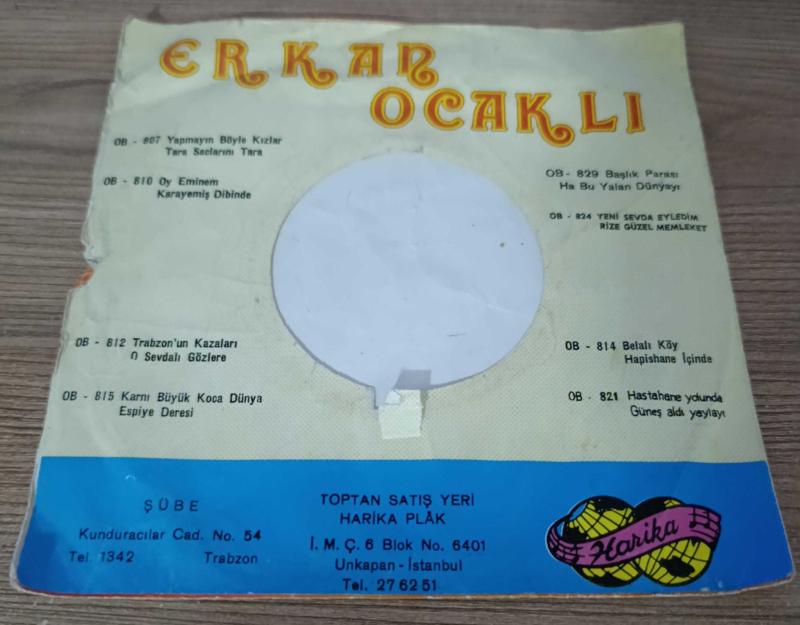 ERKAN
OCAKLI
OB - 807 Yapmayın Böyle Kızlar
Tara Saclarını Tara
OB - 810 Oy Eminem
Karayemiş Dibinde
OB - 829 Başlık Parası
Ha Bu Yalan Dünyayı
OB - 824 YENİ SEVDA EYLEDİM
RİZE GÜZEL MEMLEKET
OB - 812 Trabzon'un Kazaları
O Sevdalı Gözlere
OB - 815 Karnı Büyük Koca Dünya
Espiye Deresi
OB - 814 Belalı Köy
Hapishane İçinde
OB - 821 Hastahane yolunda
Güneş aldı yaylayı
ŞÜBE
Kunduracılar Cad. No. 54
Tel. 1342 Trabzon
TOPTAN SATIŞ YERİ
HARİKA PLÂK
İ. M. Ç. 6 Blok No. 6401
Unkapan - İstanbul
Tel. 27 62 51
Harika